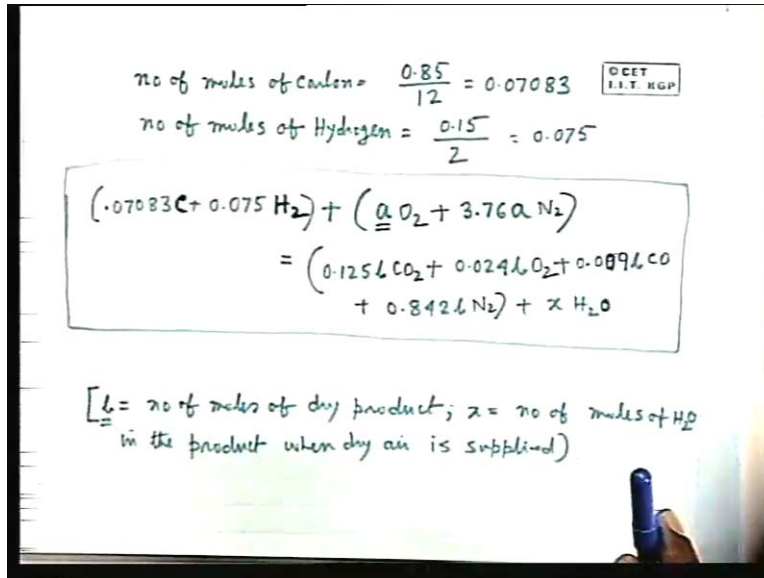 no of moles of Carbon = 0.85 / 12 = 0.07083
© CET
I.I.T. KGP
no of moles of Hydrogen = 0.15 / 2 = 0.075
(.07083C + 0.075 H₂) + (a O₂ + 3.76a N₂)
= (0.125b CO₂ + 0.024b O₂ + 0.009b CO
+ 0.842b N₂) + x H₂O
[b = no of moles of dry product; x = no of moles of H₂O
in the product when dry air is supplied)